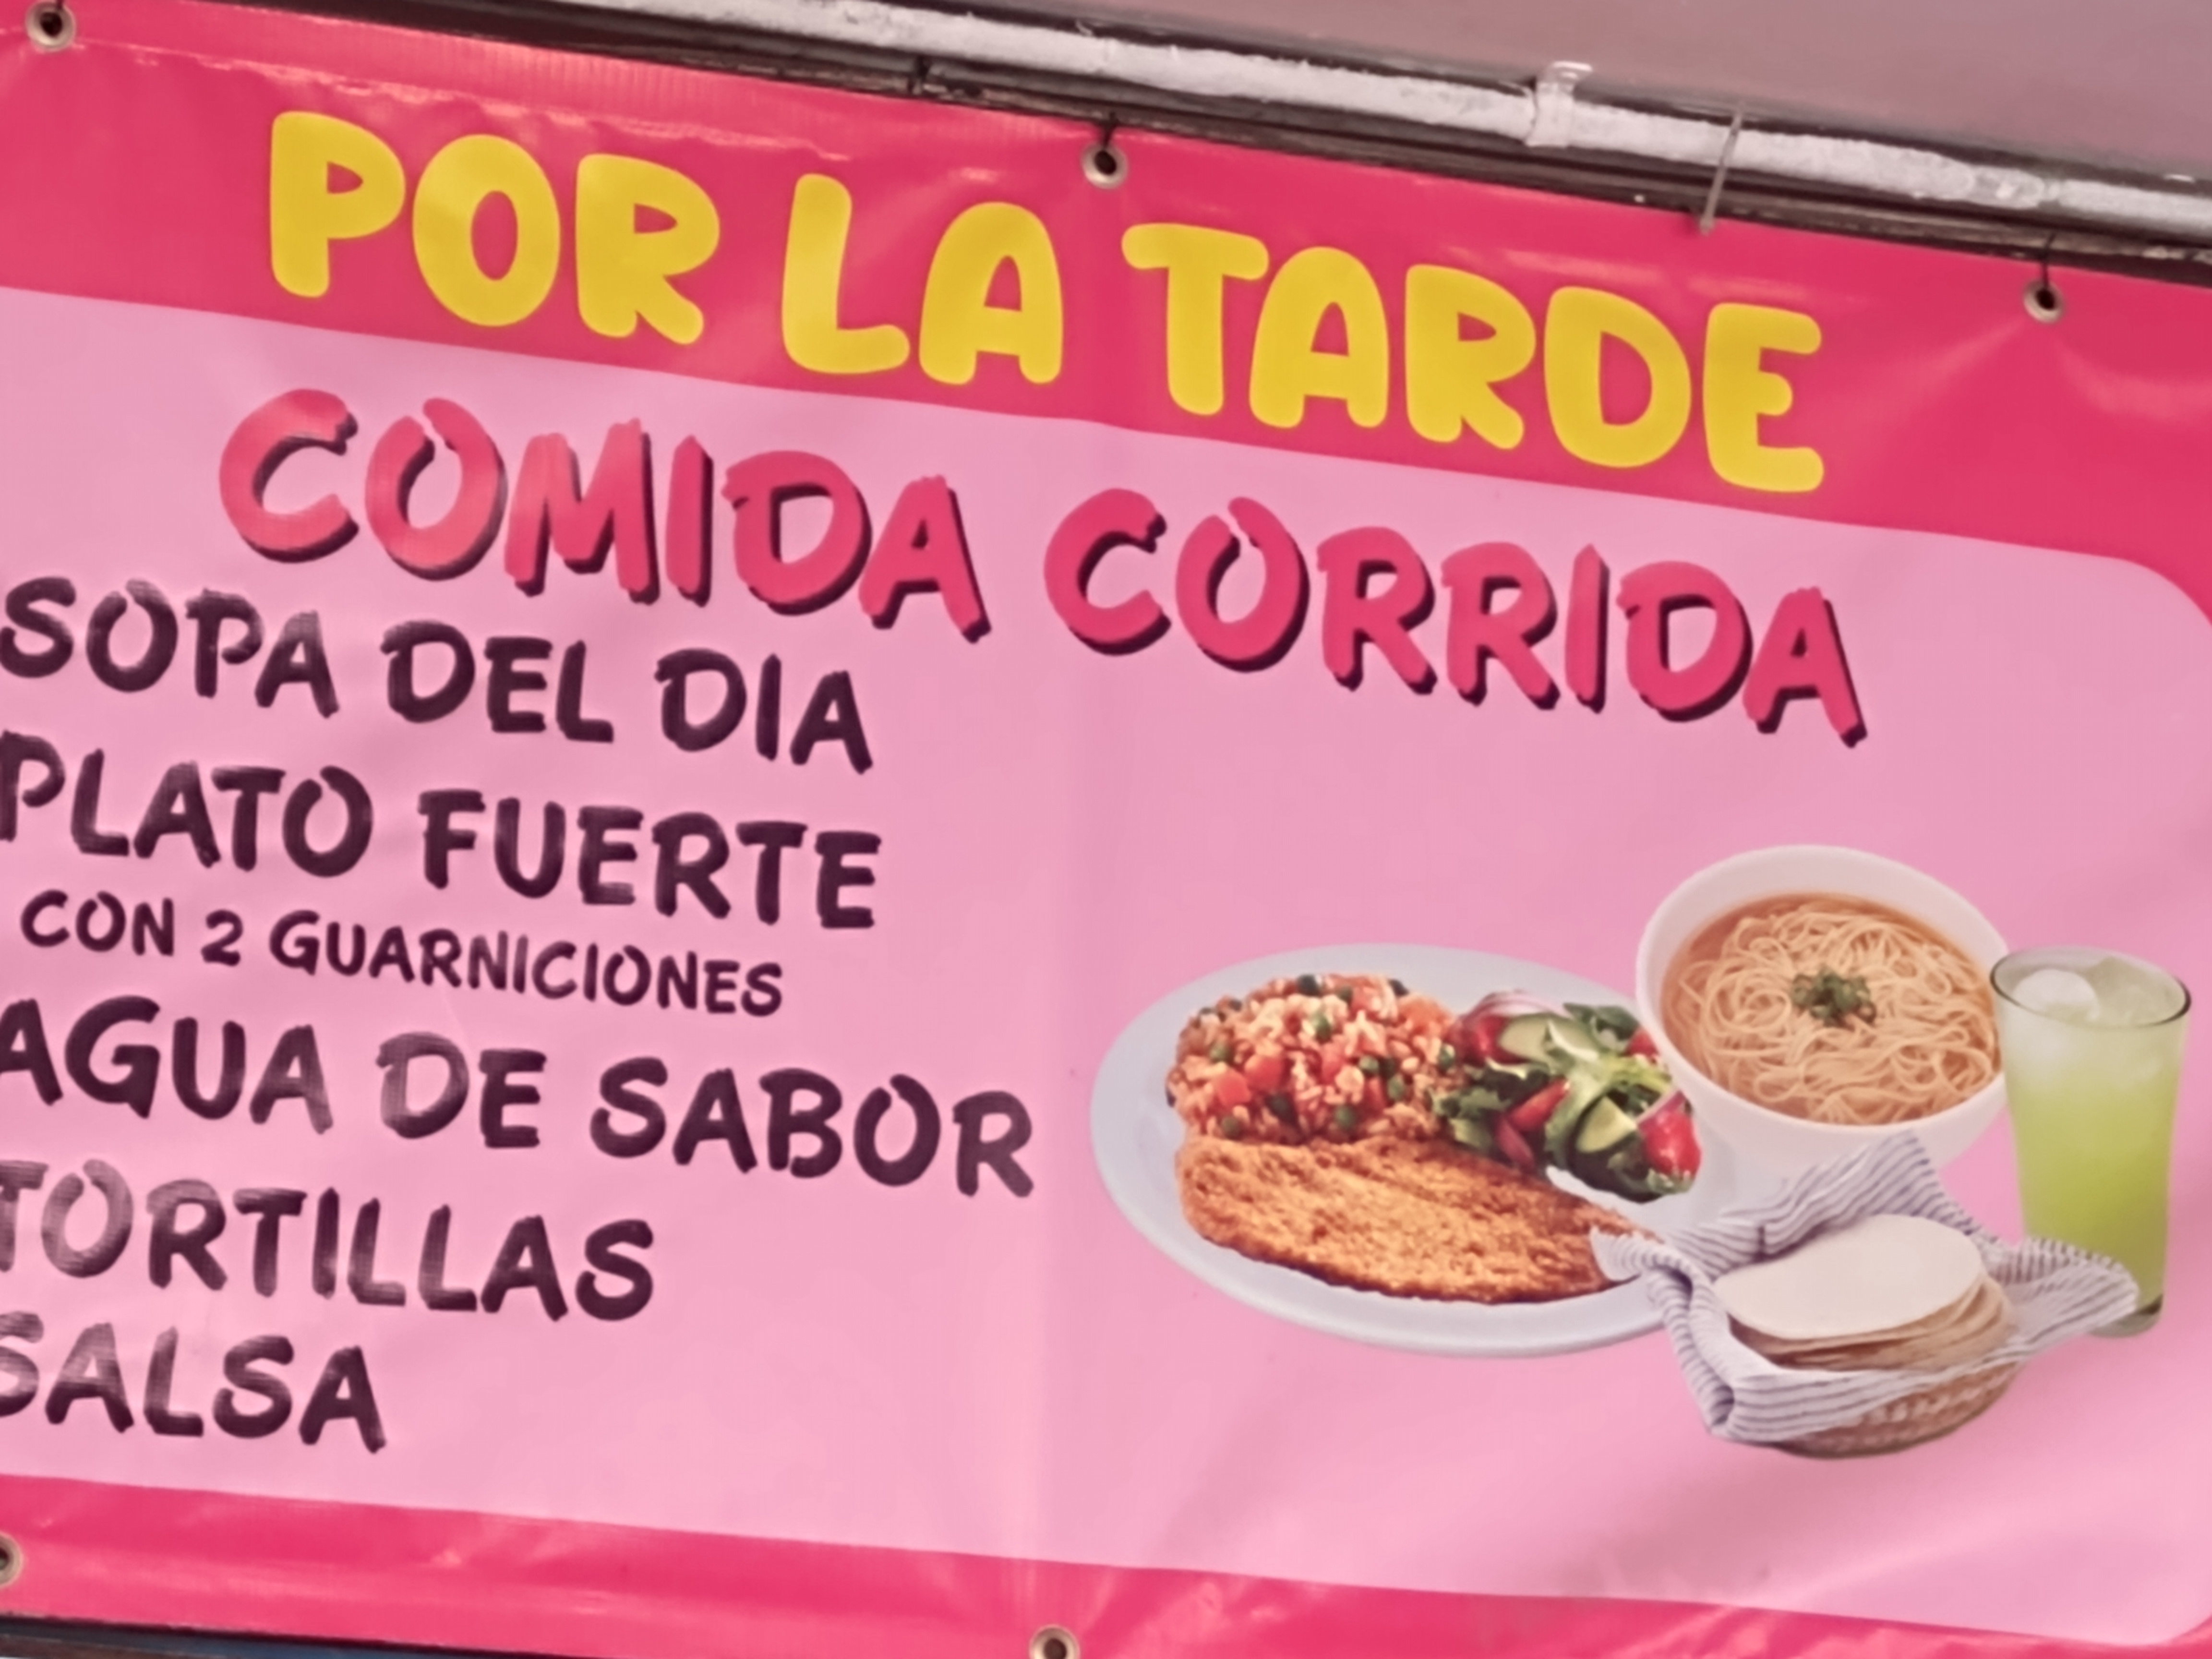 POR LA TARDE
COMIDA CORRIDA
SOPA DEL DIA
PLATO FUERTE
CON 2 GUARNICIONES
AGUA DE SABOR
TORTILLAS
SALSA